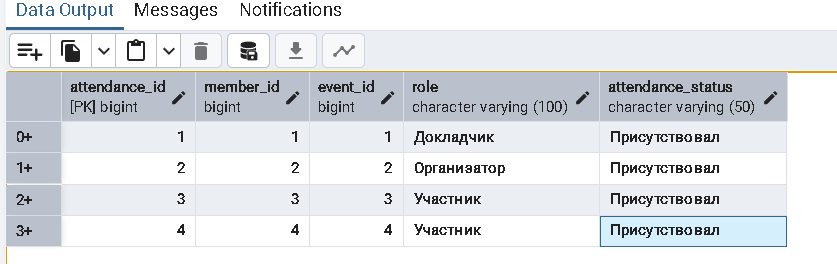 Data Output Messages Notifications
attendance_id member_id event_id role attendance_status
[PK] bigint bigint bigint character varying (100) character varying (50)
0+ 1 1 1 Докладчик Присутствовал
1+ 2 2 2 Организатор Присутствовал
2+ 3 3 3 Участник Присутствовал
3+ 4 4 4 Участник Присутствовал